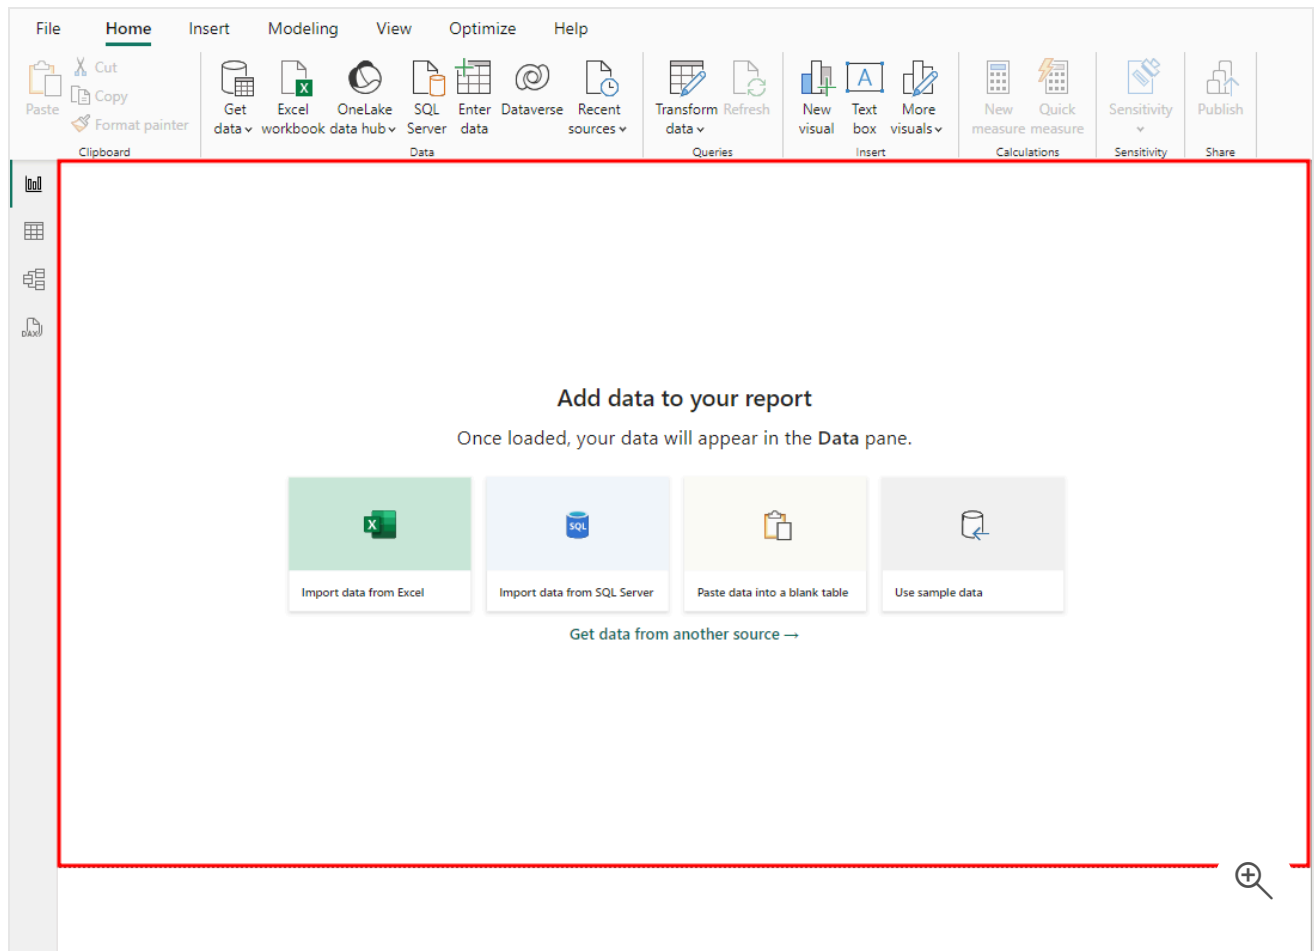 File Home Insert Modeling View Optimize Help
Paste
Cut
Copy
Format painter
Clipboard
Get data
Excel workbook
OneLake data hub
SQL Server
Enter data
Dataverse
Recent sources
Data
Transform data
Refresh
Queries
New visual
A
Text box
More visuals
Insert
New measure
Quick measure
Calculations
Sensitivity
Sensitivity
Publish
Share
DAX
Add data to your report
Once loaded, your data will appear in the Data pane.
X
Import data from Excel
SQL
Import data from SQL Server
Paste data into a blank table
Use sample data
Get data from another source →